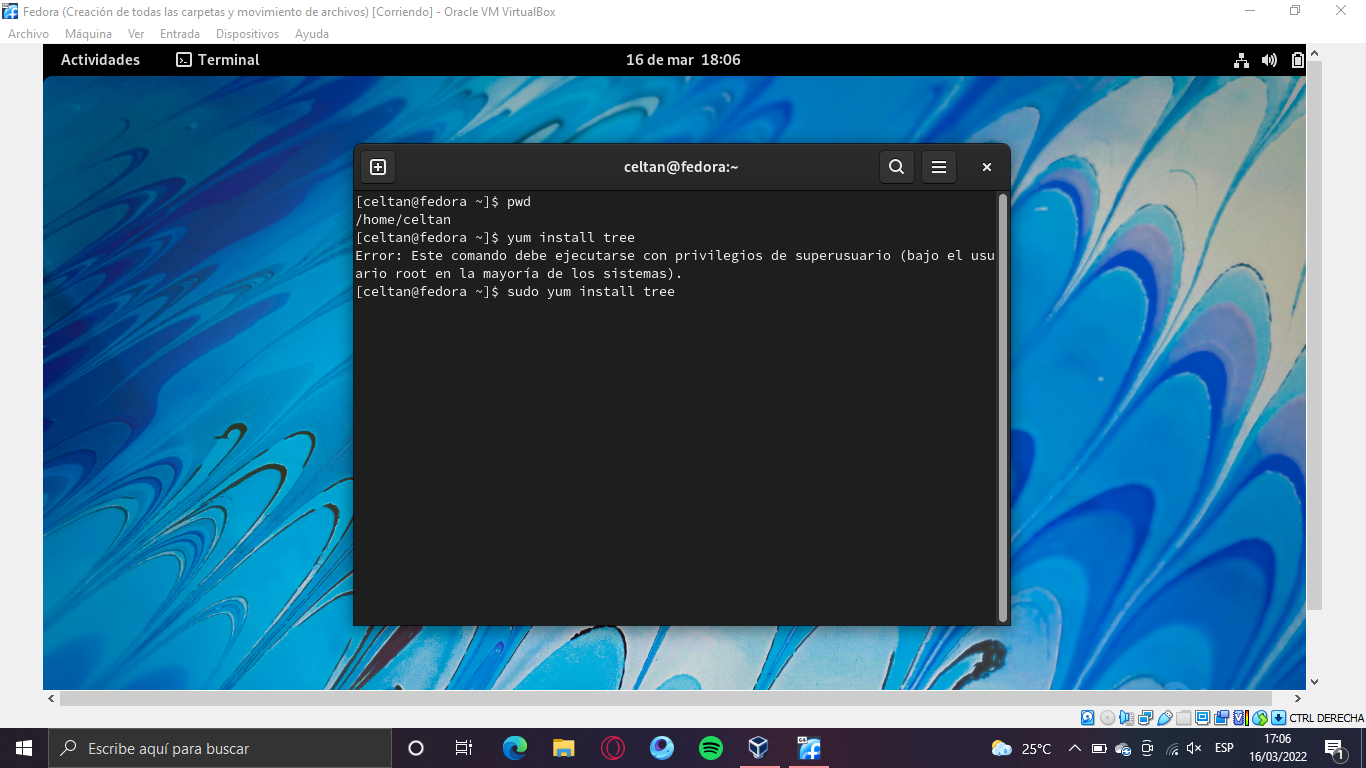 Fedora (Creación de todas las carpetas y movimiento de archivos) [Corriendo] - Oracle VM VirtualBox
Archivo Máquina Ver Entrada Dispositivos Ayuda
Actividades Terminal 16 de mar 18:06
celtan@fedora:~
[celtan@fedora ~]$ pwd
/home/celtan
[celtan@fedora ~]$ yum install tree
Error: Este comando debe ejecutarse con privilegios de superusuario (bajo el usu
ario root en la mayoría de los sistemas).
[celtan@fedora ~]$ sudo yum install tree
CTRL DERECHA
Escribe aquí para buscar
25°C
ESP
17:06
16/03/2022
1